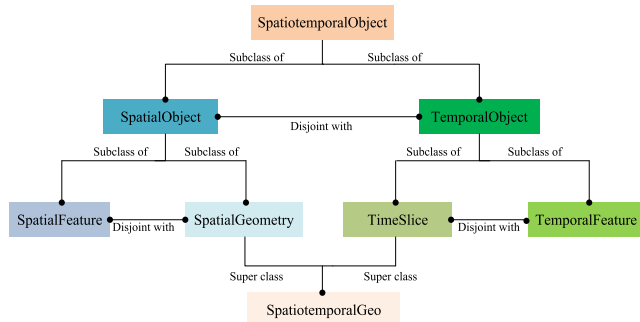 SpatiotemporalObject
Subclass of Subclass of
SpatialObject TemporalObject
Disjoint with
Subclass of Subclass of Subclass of Subclass of
SpatialFeature SpatialGeometry TimeSlice TemporalFeature
Disjoint with Disjoint with
Super class Super class
SpatiotemporalGeo